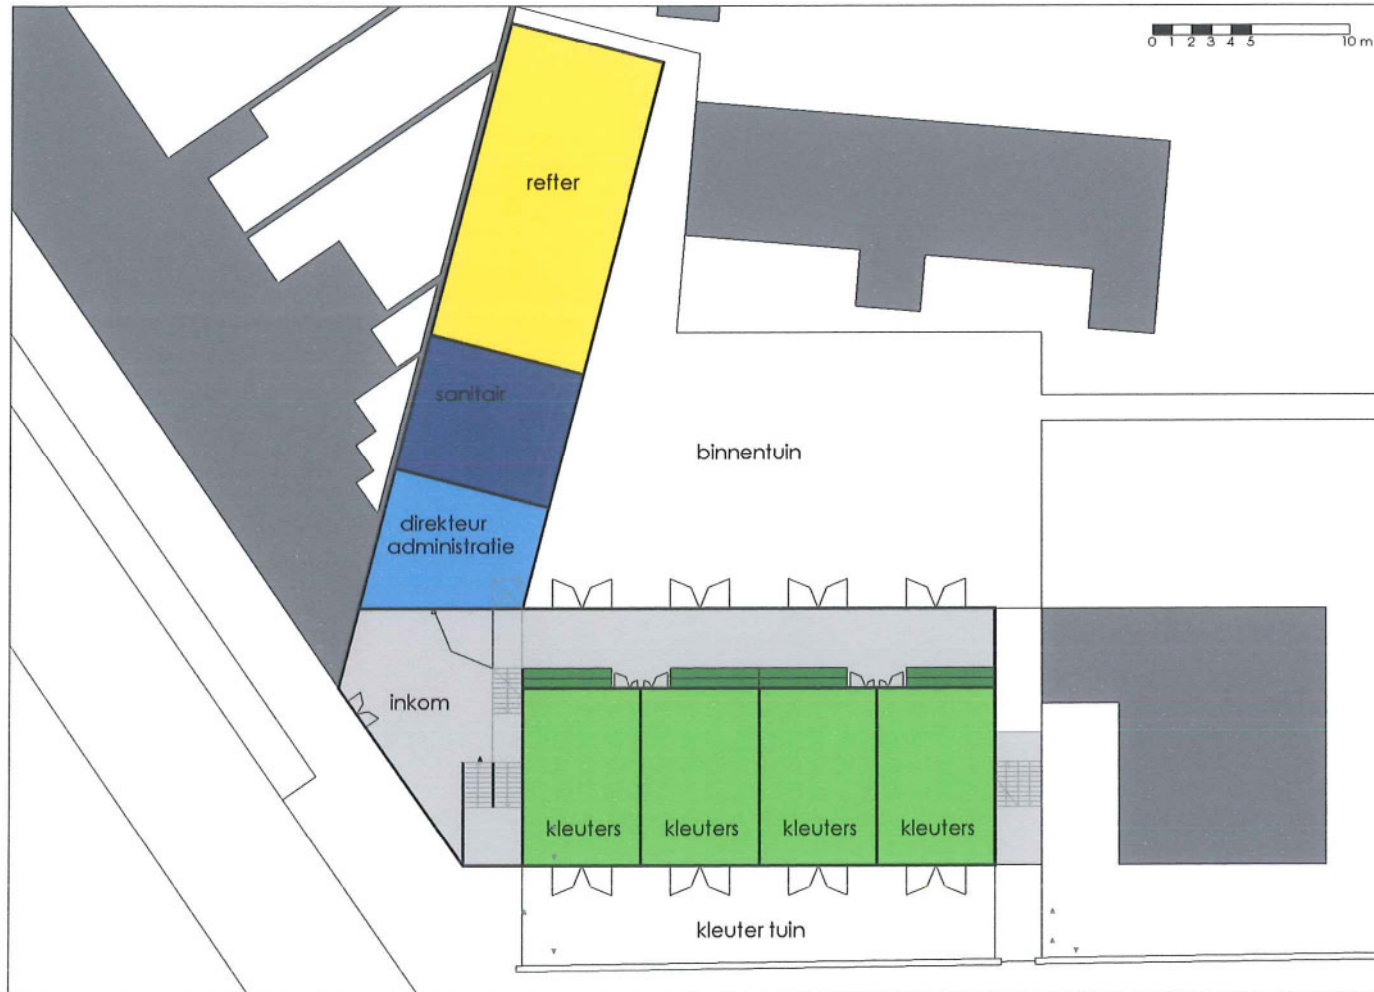 0 1 2 3 4 5 10 m
refter
sanitair
binnentuin
direkteur
administratie
inkom
kleuters kleuters kleuters kleuters
kleuter tuin